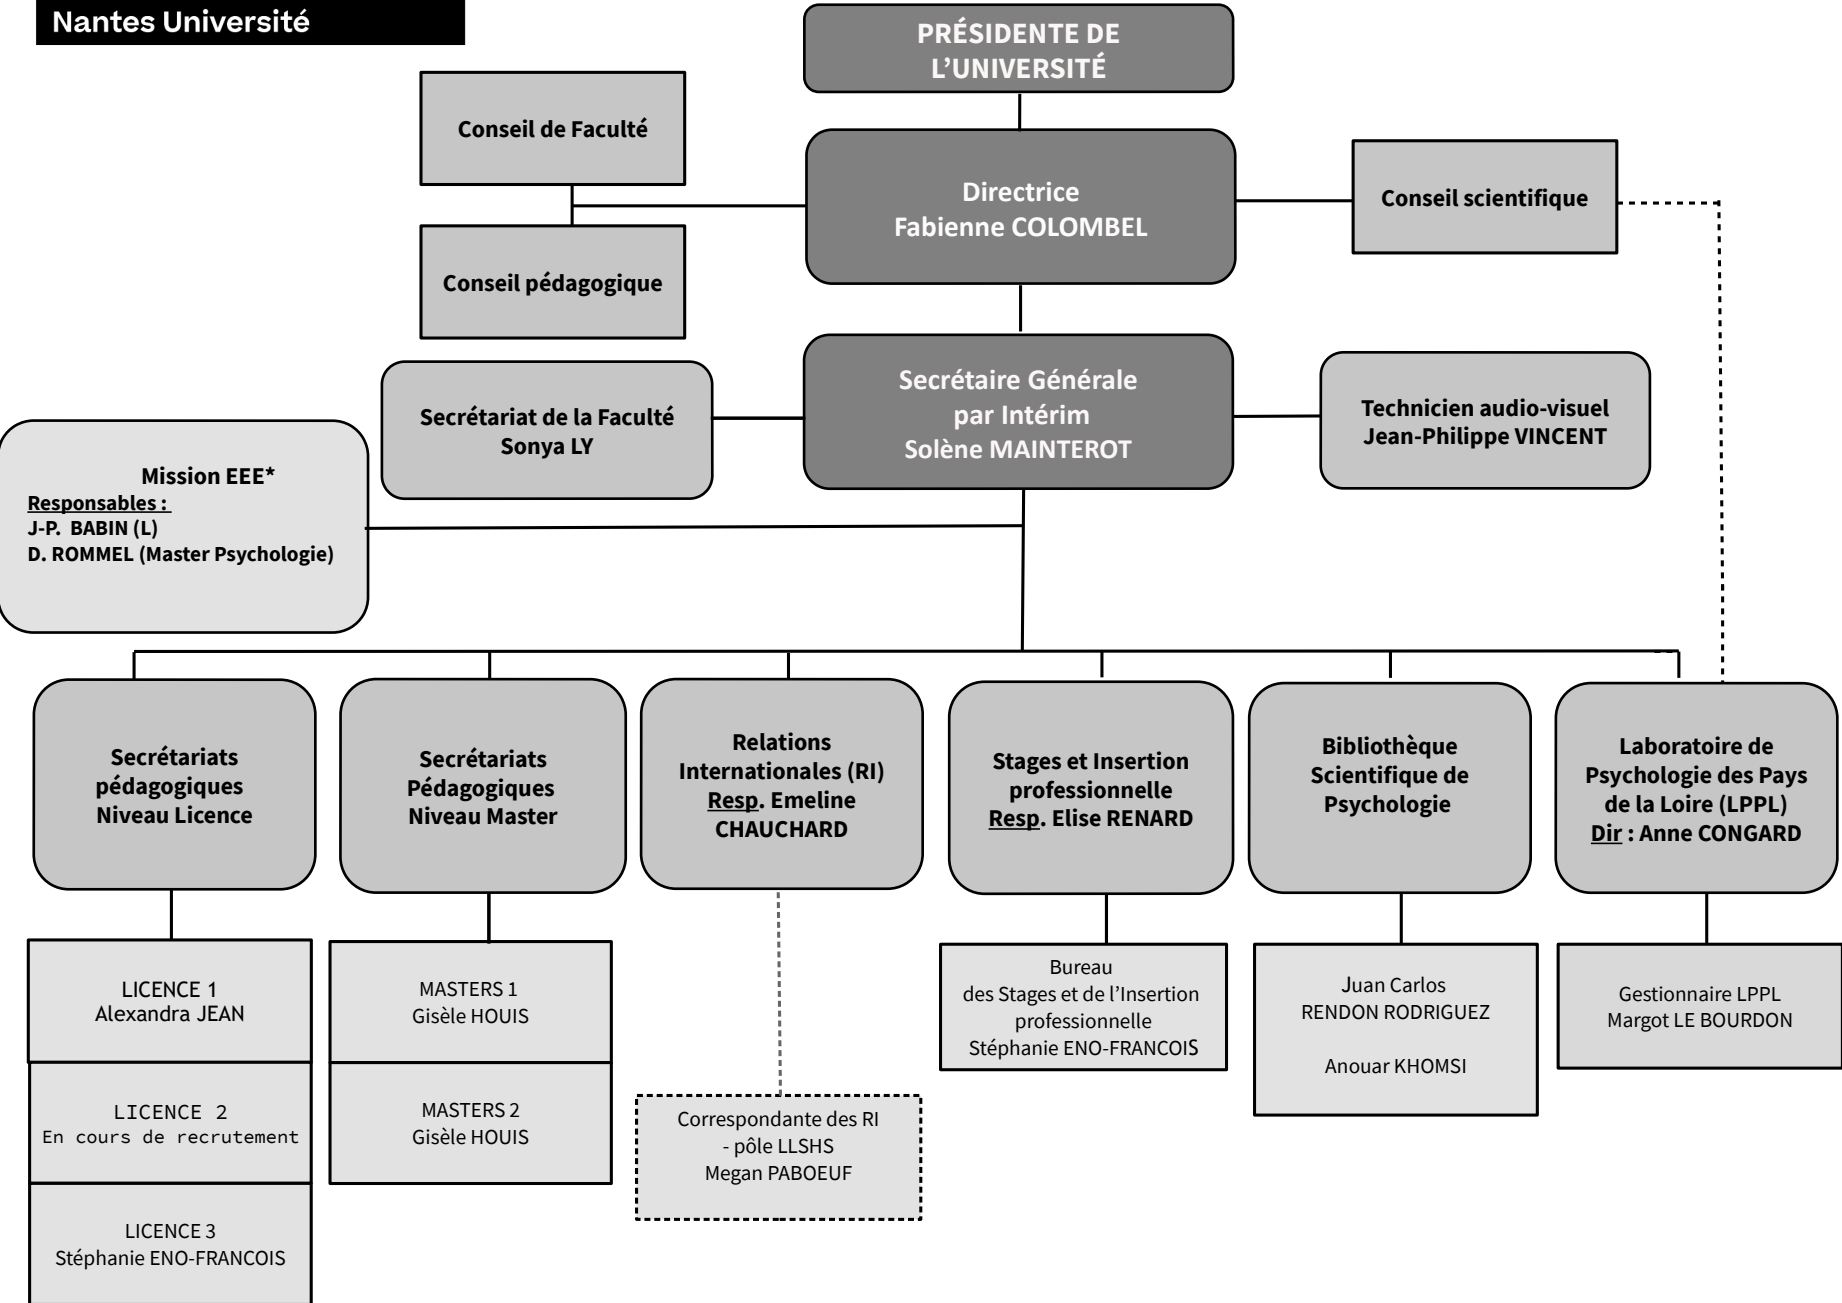 Nantes Université
PRÉSIDENTE DE
L’UNIVERSITÉ
Conseil de Faculté
Directrice
Fabienne COLOMBEL
Conseil scientifique
Conseil pédagogique
Secrétariat de la Faculté
Sonya LY
Secrétaire Générale
par Intérim
Solène MAINTEROT
Technicien audio-visuel
Jean-Philippe VINCENT
Mission EEE*
Responsables :
J-P. BABIN (L)
D. ROMMEL (Master Psychologie)
Secrétariats
pédagogiques
Niveau Licence
Secrétariats
Pédagogiques
Niveau Master
Relations
Internationales (RI)
Resp. Emeline
CHAUCHARD
Stages et Insertion
professionnelle
Resp. Elise RENARD
Bibliothèque
Scientifique de
Psychologie
Laboratoire de
Psychologie des Pays
de la Loire (LPPL)
Dir : Anne CONGARD
LICENCE 1
Alexandra JEAN
LICENCE 2
En cours de recrutement
LICENCE 3
Stéphanie ENO-FRANCOIS
MASTERS 1
Gisèle HOUIS
MASTERS 2
Gisèle HOUIS
Correspondante des RI
- pôle LLSHS
Megan PABOEUF
Bureau
des Stages et de l’Insertion
professionnelle
Stéphanie ENO-FRANCOIS
Juan Carlos
RENDON RODRIGUEZ
Anouar KHOMSI
Gestionnaire LPPL
Margot LE BOURDON